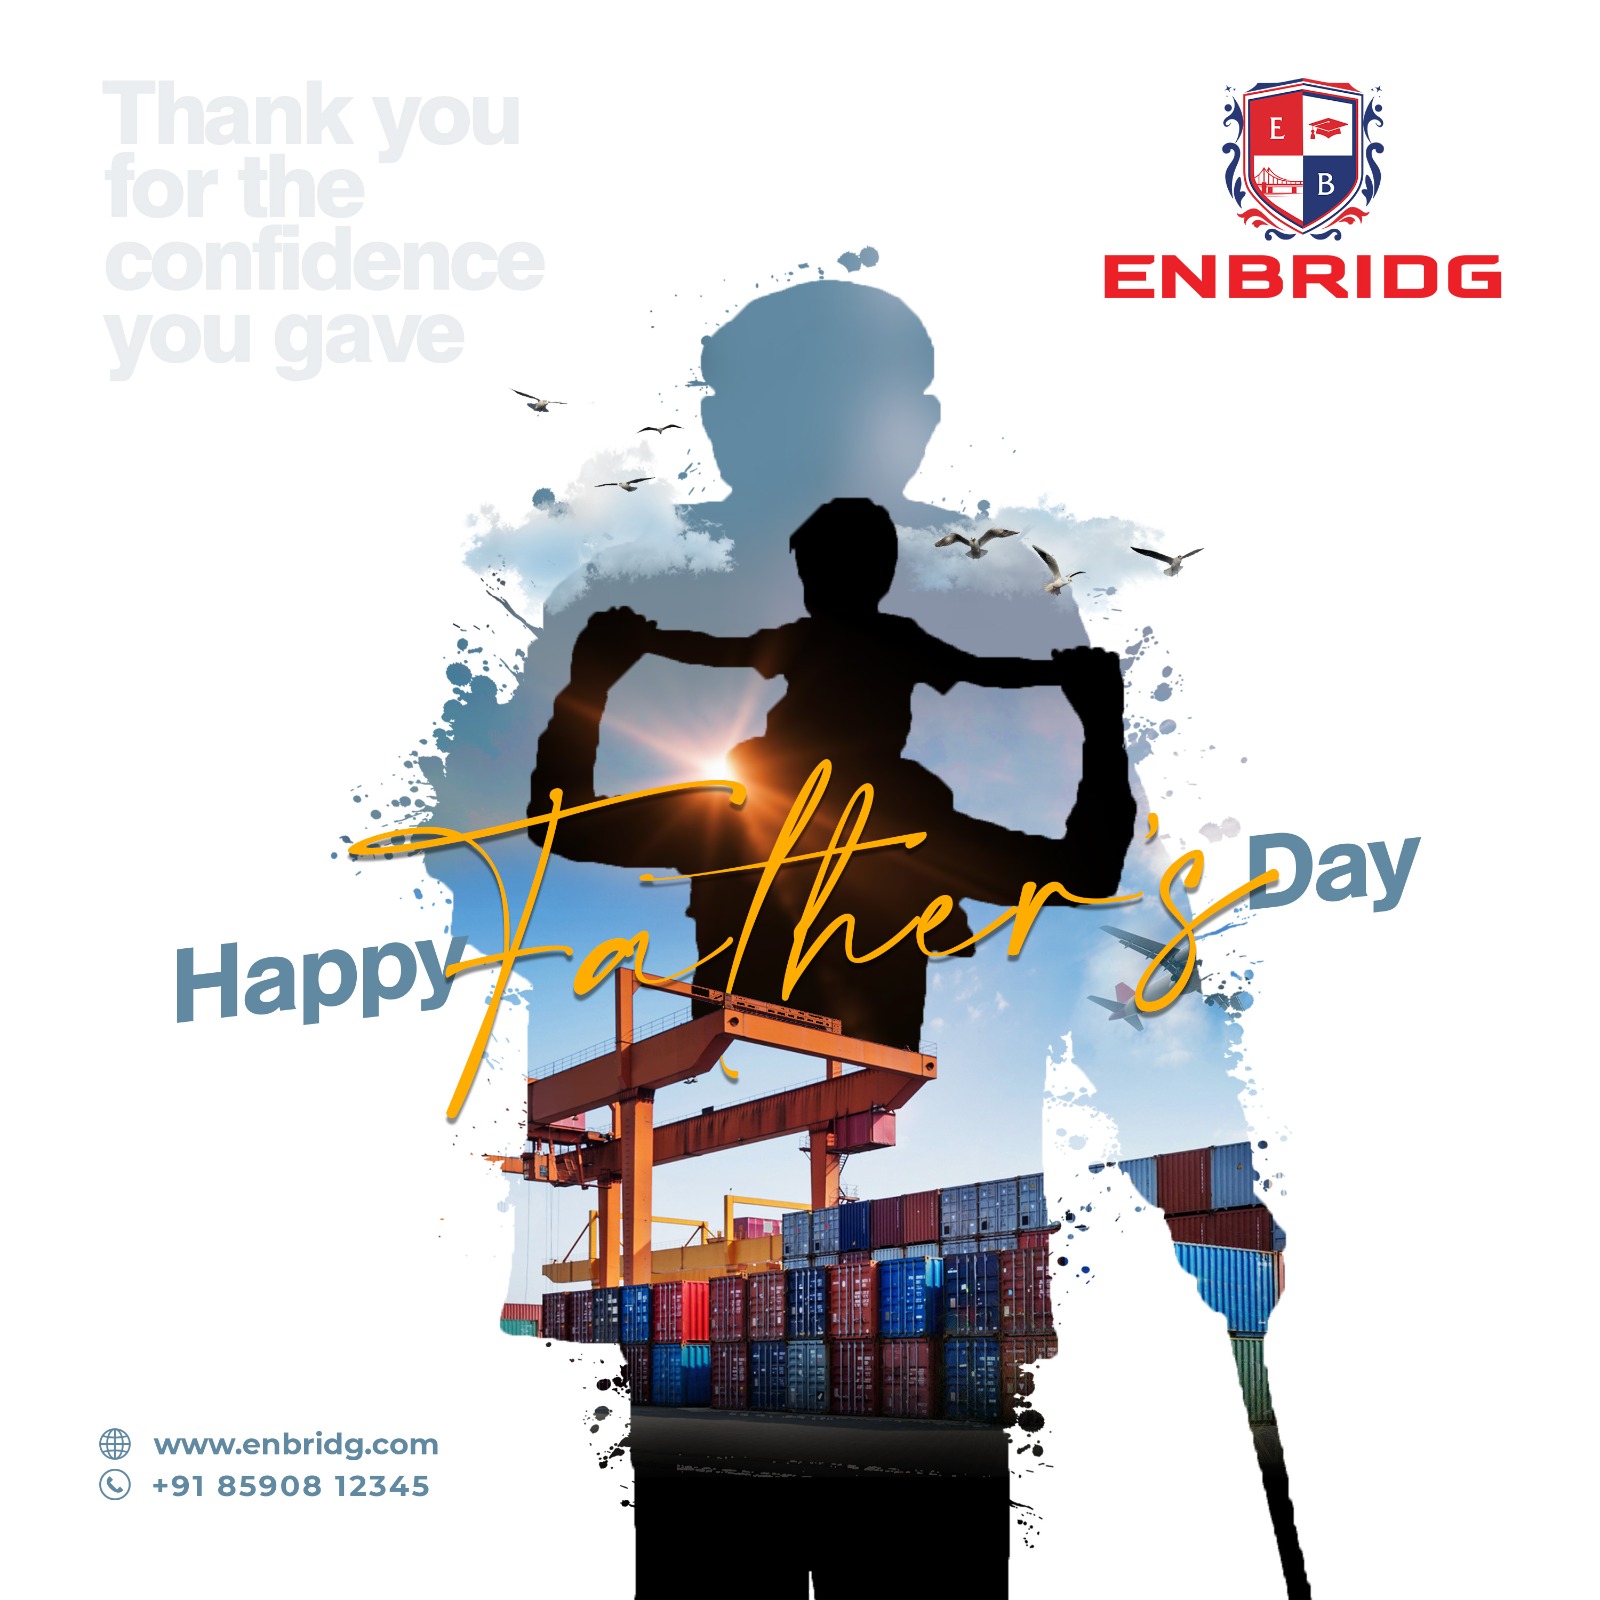 Thank you
for the
confidence
you gave
E
B
ENBRIDG
Happy Father's Day
www.enbridg.com
+91 85908 12345